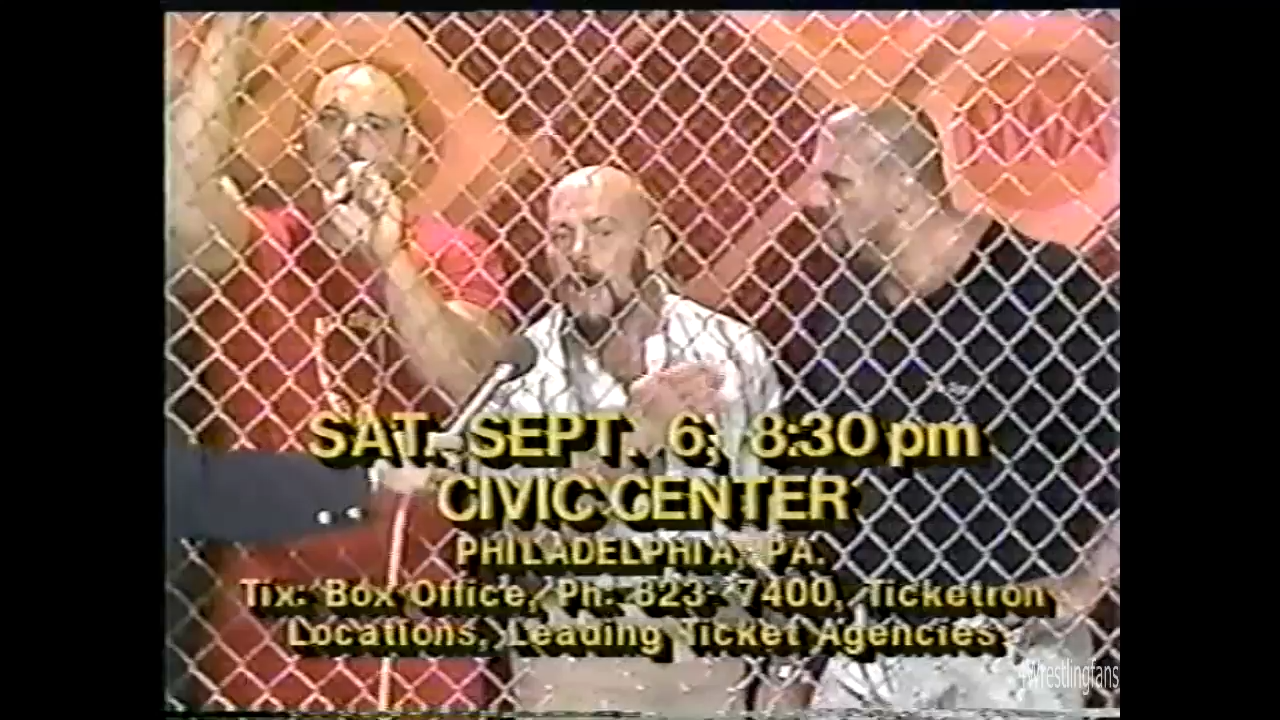 SAT. SEPT. 6, 8:30 pm
CIVIC CENTER
PHILADELPHIA, PA.
Tix: Box Office, Ph. 823-7400, Ticketron
Locations, Leading Ticket Agencies.
4Wrestlingfans